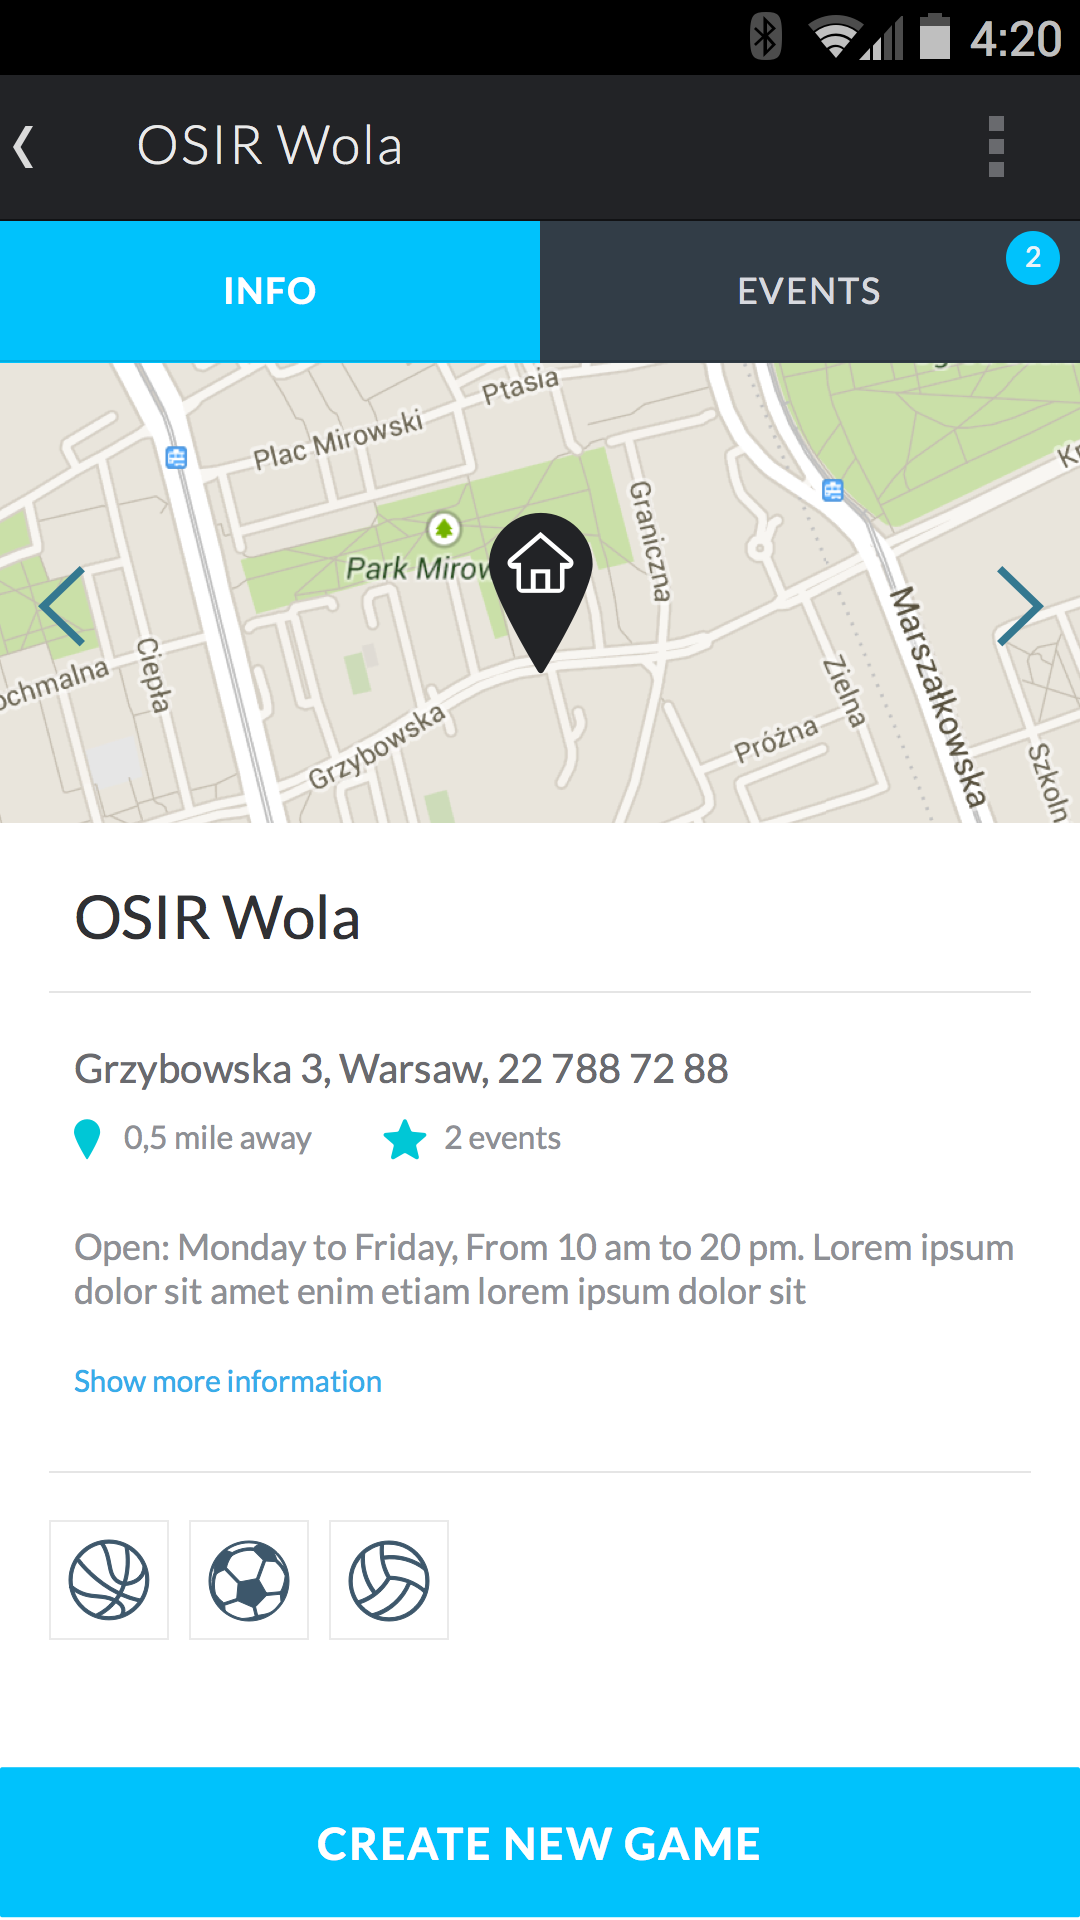 4:20
OSIR Wola
INFO
EVENTS
2
Ptasia
Plac Mirowski
Graniczna
Park Mirow
Marszałkowska
Ciepła
ochmalna
Zielna
Grzybowska
Próżna
Szkoln
OSIR Wola
Grzybowska 3, Warsaw, 22 788 72 88
0,5 mile away
2 events
Open: Monday to Friday, From 10 am to 20 pm. Lorem ipsum
dolor sit amet enim etiam lorem ipsum dolor sit
Show more information
CREATE NEW GAME